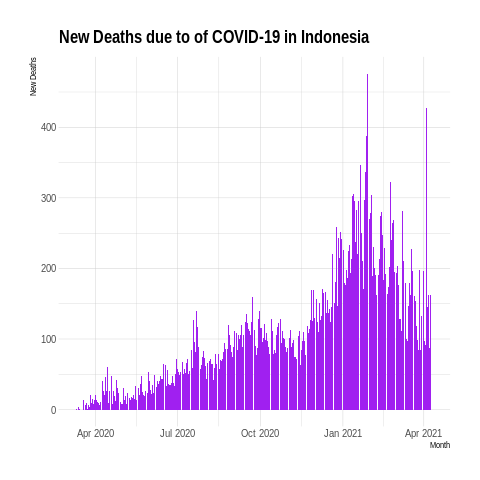 New Deaths due to of COVID-19 in Indonesia
New Deaths
400
300
200
100
0
Apr 2020
Jul 2020
Oct 2020
Jan 2021
Apr 2021
Month